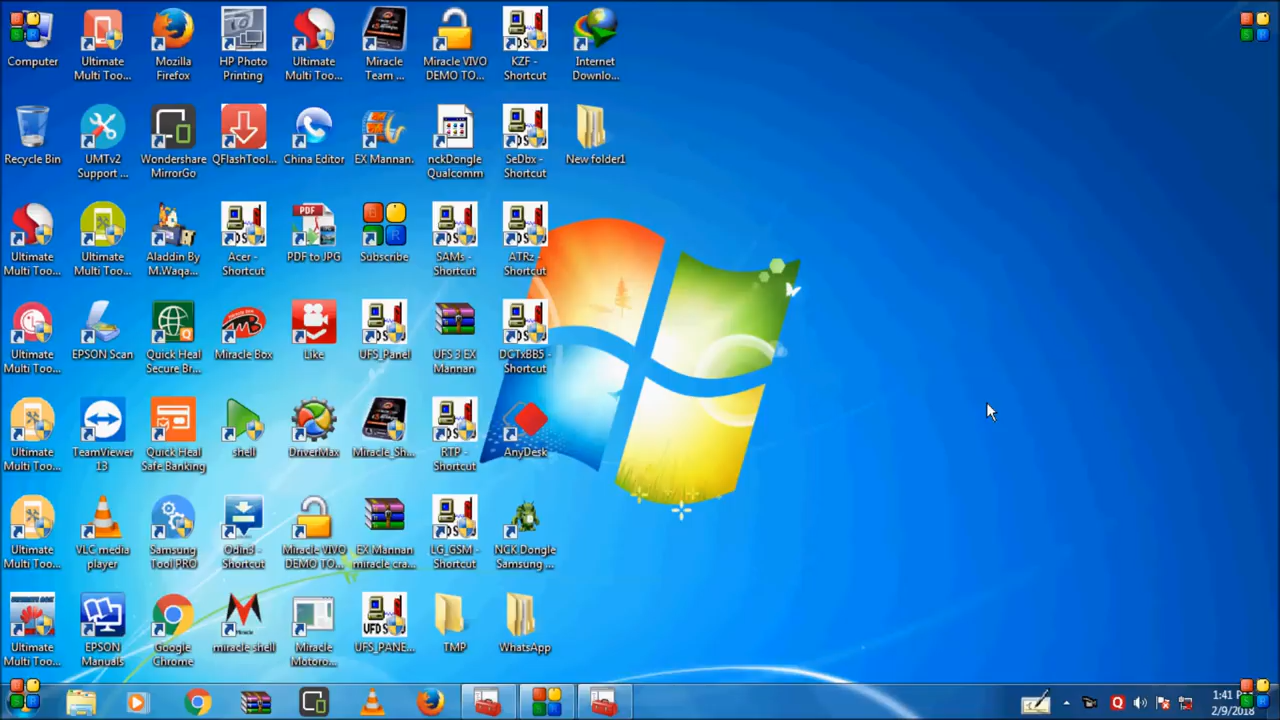 Computer
Ultimate
Multi Too...
Mozilla
Firefox
HP Photo
Printing
Ultimate
Multi Too...
Miracle
Team ...
Miracle VIVO
DEMO TO...
KZF -
Shortcut
Internet
Downlo...
Recycle Bin
UMTv2
Support ...
Wondershare
MirrorGo
QFlashTool...
China Editor
EX Mannan.
nckDongle
Qualcomm
SeDbx -
Shortcut
New folder1
Ultimate
Multi Too...
Ultimate
Multi Too...
Aladdin By
M.Waqa...
Acer -
Shortcut
PDF
PDF to JPG
Subscribe
SAMs -
Shortcut
ATRz -
Shortcut
Ultimate
Multi Too...
EPSON Scan
Quick Heal
Secure Br...
Miracle Box
Like
UFS_Panel
UFS 3 EX
Mannan
DCTxBB5 -
Shortcut
Ultimate
Multi Too...
TeamViewer
13
Quick Heal
Safe Banking
shell
DriverMax
Miracle_Sh...
RTP -
Shortcut
AnyDesk
Ultimate
Multi Too...
VLC media
player
Samsung
Tool PRO
Odin3 -
Shortcut
Miracle VIVO
DEMO TO...
EX Mannan
miracle cra...
LG_GSM -
Shortcut
NCK Dongle
Samsung ...
Ultimate
Multi Too...
EPSON
Manuals
Google
Chrome
miracle shell
Miracle
Motoro...
UFS_PANE...
TMP
WhatsApp
1:41
2/9/2018